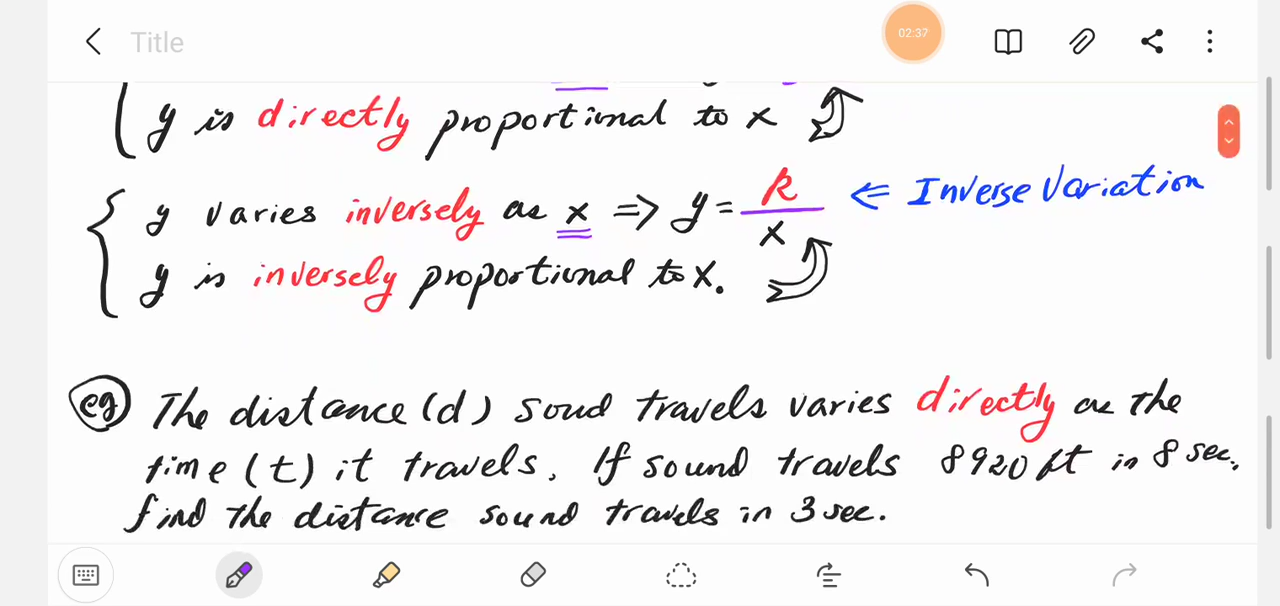 Title
02:37
y is directly proportional to x
y varies inversely as x => y = k/x <= Inverse Variation
y is inversely proportional to x.
eg The distance (d) soud travels varies directly as the
time (t) it travels. If sound travels 8920 ft in 8 sec.
find the distance sound travels in 3 sec.